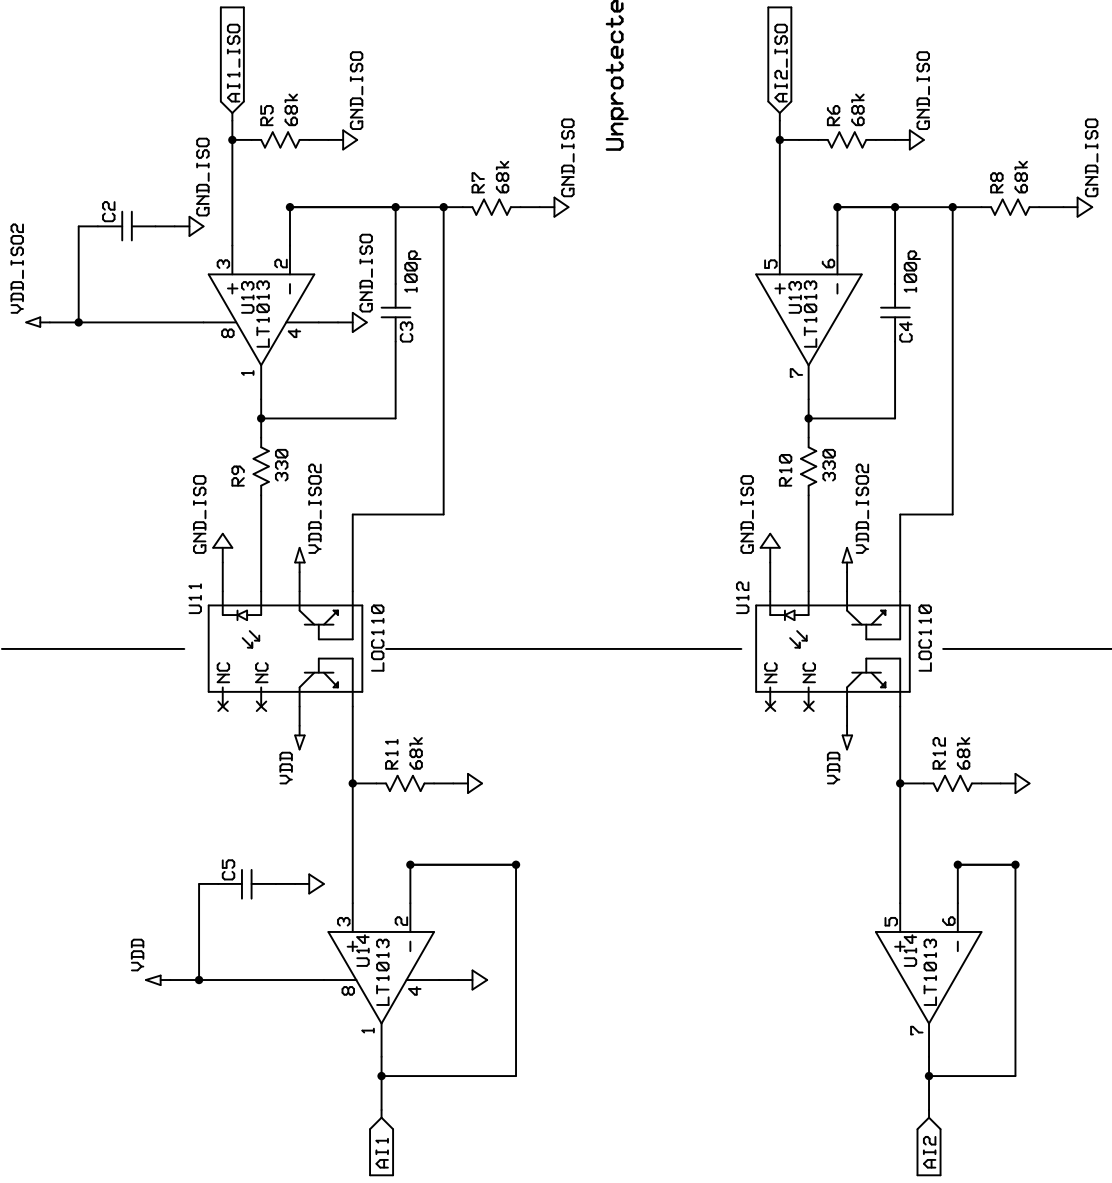 AI1_ISO
R5
68k
GND_ISO
VDD_ISO2
C2
GND_ISO
3
2
+
-
U13
LT1013
8
4
1
GND_ISO
C3
100p
R7
68k
GND_ISO
R9
330
GND_ISO
U11
VDD_ISO2
LOC110
NC
NC
VDD
R11
68k
VDD
C5
3
2
+
-
U14
LT1013
8
4
1
AI1
Unprotecte
AI2_ISO
R6
68k
GND_ISO
5
6
+
-
U13
LT1013
7
C4
100p
R8
68k
GND_ISO
R10
330
GND_ISO
U12
VDD_ISO2
LOC110
NC
NC
VDD
R12
68k
5
6
+
-
U14
LT1013
7
AI2